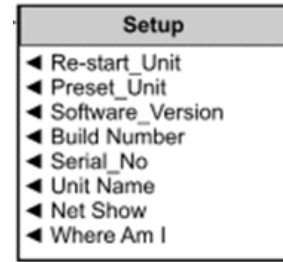 Setup
Re-start_Unit
Preset_Unit
Software_Version
Build Number
Serial_No
Unit Name
Net Show
Where Am I